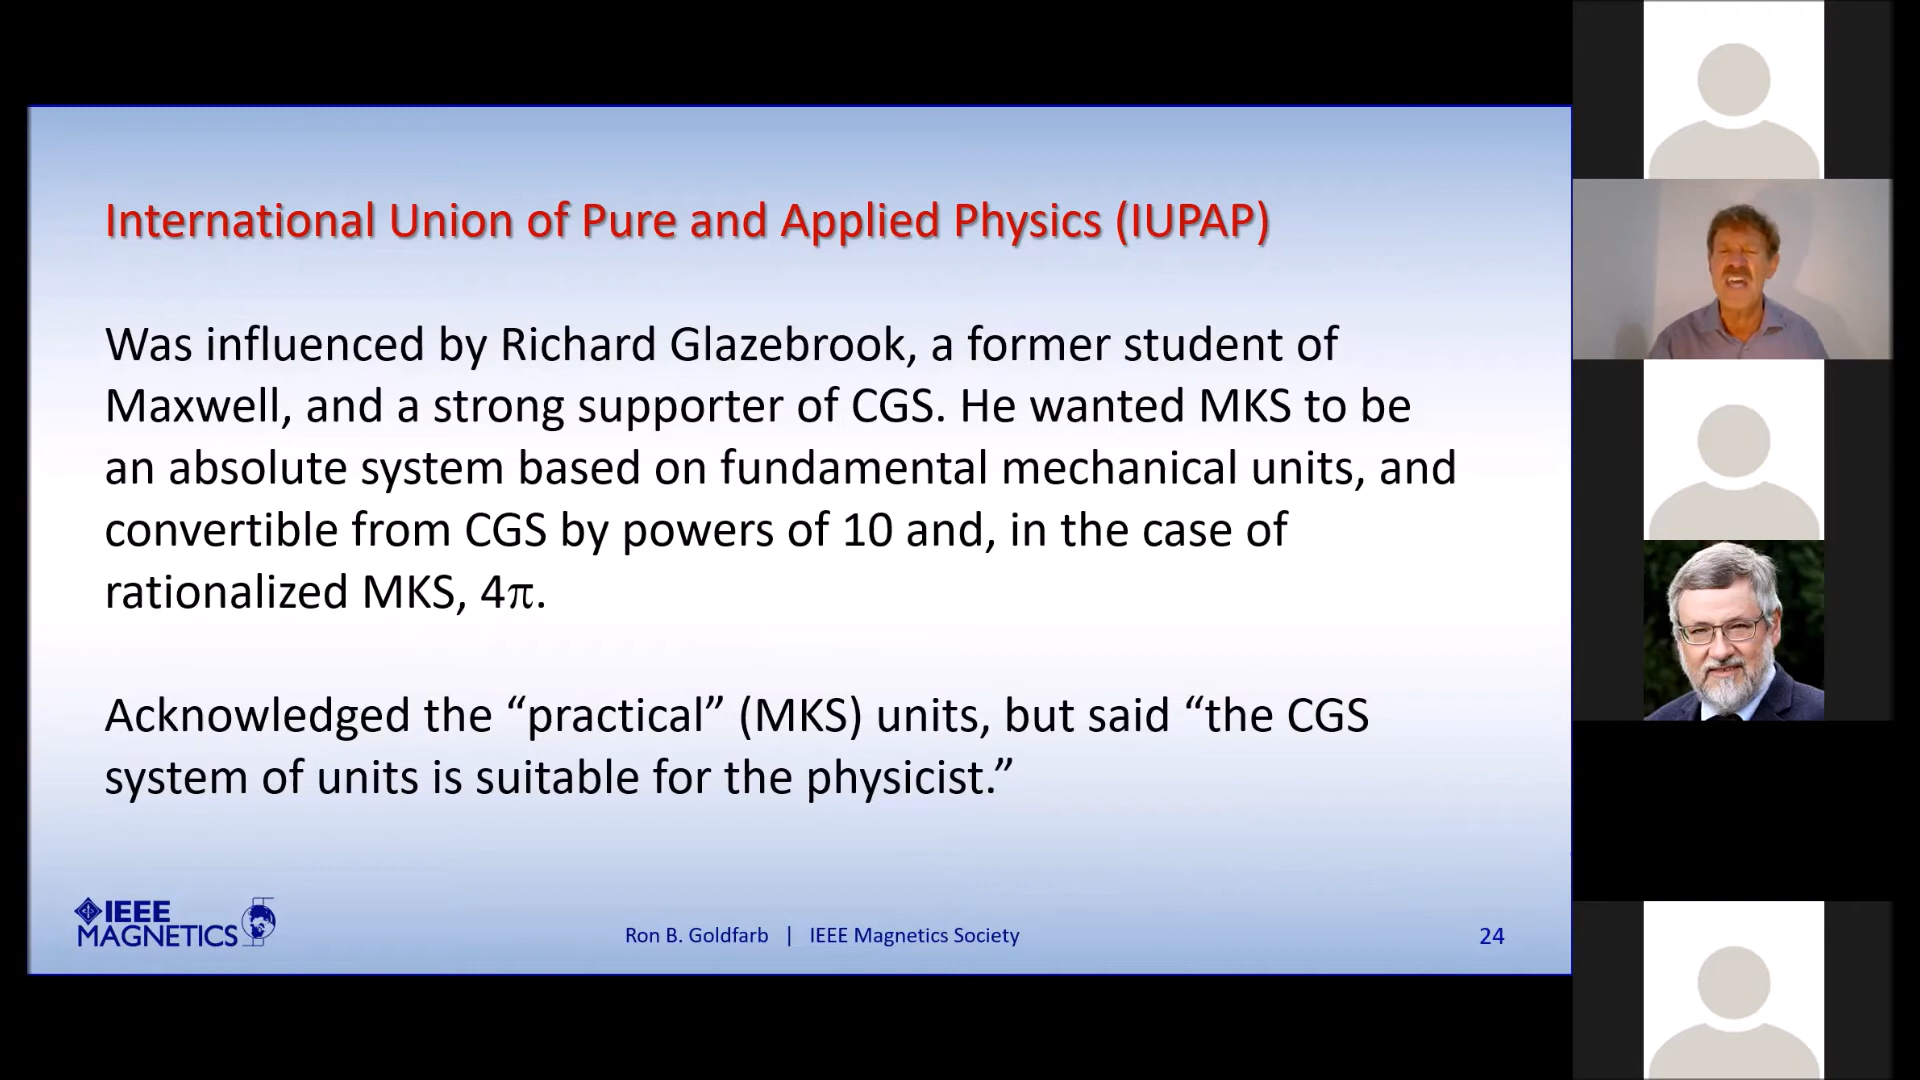 International Union of Pure and Applied Physics (IUPAP)
Was influenced by Richard Glazebrook, a former student of
Maxwell, and a strong supporter of CGS. He wanted MKS to be
an absolute system based on fundamental mechanical units, and
convertible from CGS by powers of 10 and, in the case of
rationalized MKS, 4π.
Acknowledged the “practical” (MKS) units, but said “the CGS
system of units is suitable for the physicist.”
IEEE
MAGNETICS
Ron B. Goldfarb | IEEE Magnetics Society
24